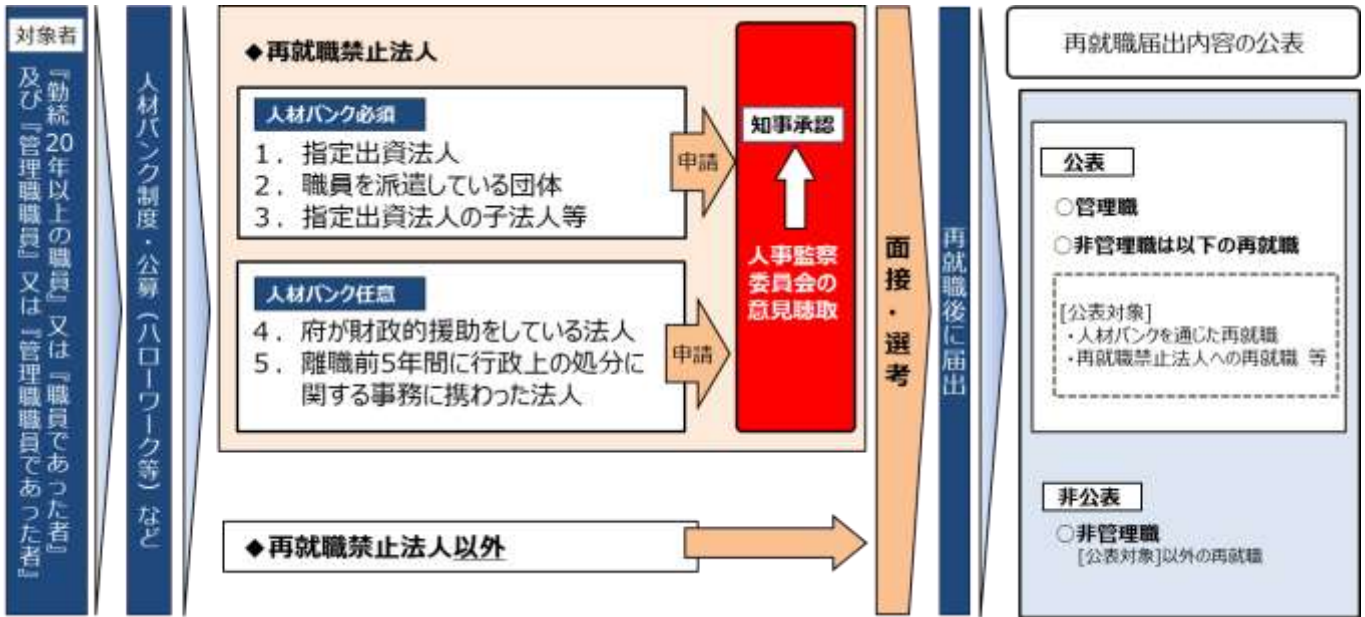 対象者
『勤続20年以上の職員』又は『職員であった者』
及び『管理職職員』又は『管理職職員であった者』
人材バンク制度・公募（ハローワーク等）など
◆再就職禁止法人
人材バンク必須
1．指定出資法人
2．職員を派遣している団体
3．指定出資法人の子法人等
申請
人材バンク任意
4．府が財政的援助をしている法人
5．離職前5年間に行政上の処分に
関する事務に携わった法人
申請
知事承認
人事監察
委員会の
意見聴取
◆再就職禁止法人以外
面接・選考
再就職後に届出
再就職届出内容の公表
公表
○管理職
○非管理職は以下の再就職
[公表対象]
・人材バンクを通じた再就職
・再就職禁止法人への再就職 等
非公表
○非管理職
[公表対象]以外の再就職